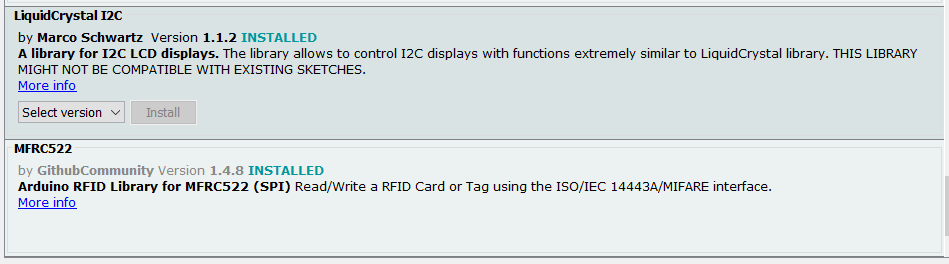 LiquidCrystal I2C
by Marco Schwartz Version 1.1.2 INSTALLED
A library for I2C LCD displays. The library allows to control I2C displays with functions extremely similar to LiquidCrystal library. THIS LIBRARY
MIGHT NOT BE COMPATIBLE WITH EXISTING SKETCHES.
More info
Select version Install
MFRC522
by GithubCommunity Version 1.4.8 INSTALLED
Arduino RFID Library for MFRC522 (SPI) Read/Write a RFID Card or Tag using the ISO/IEC 14443A/MIFARE interface.
More info